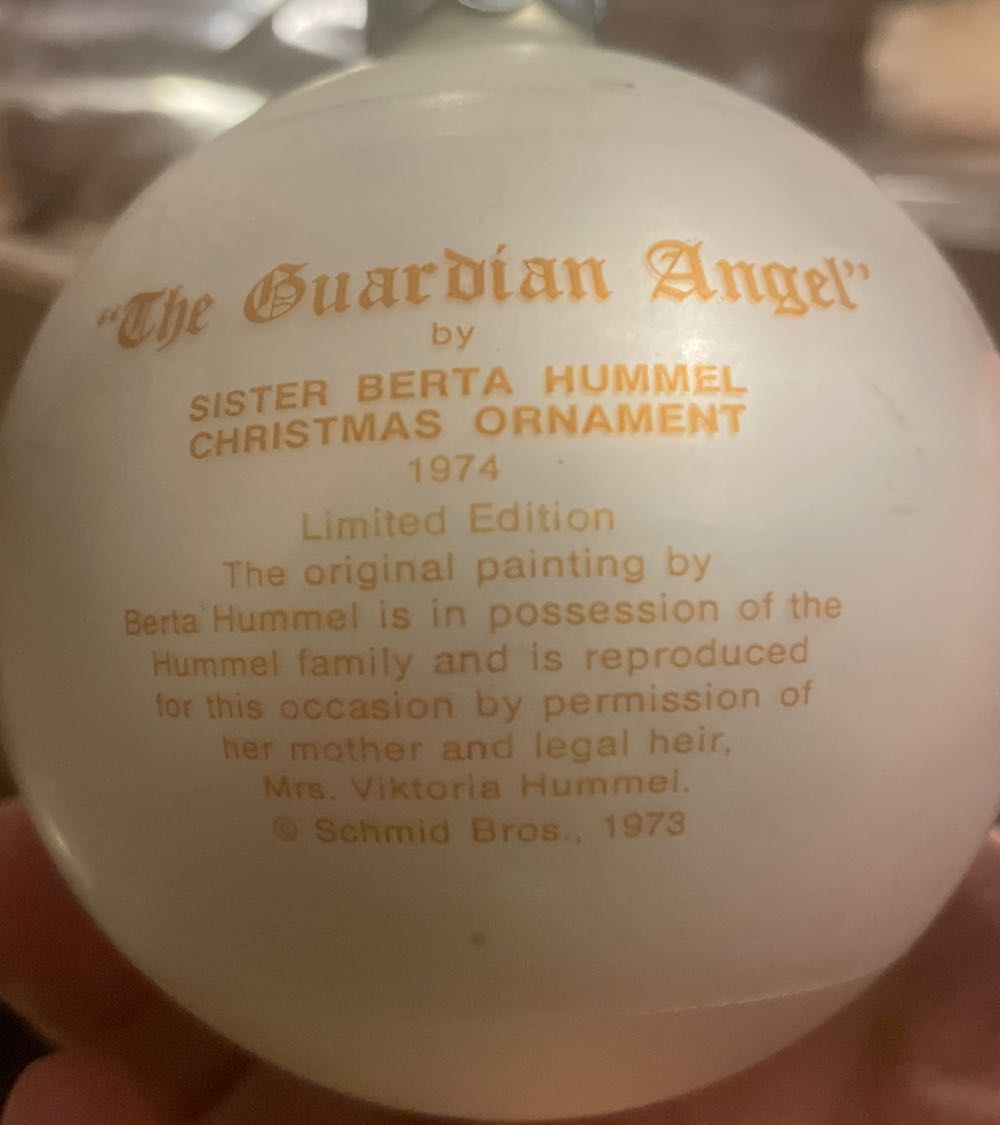 “The Guardian Angel”
by
SISTER BERTA HUMMEL
CHRISTMAS ORNAMENT
1974
Limited Edition
The original painting by
Berta Hummel is in possession of the
Hummel family and is reproduced
for this occasion by permission of
her mother and legal heir,
Mrs. Viktoria Hummel.
© Schmid Bros., 1973